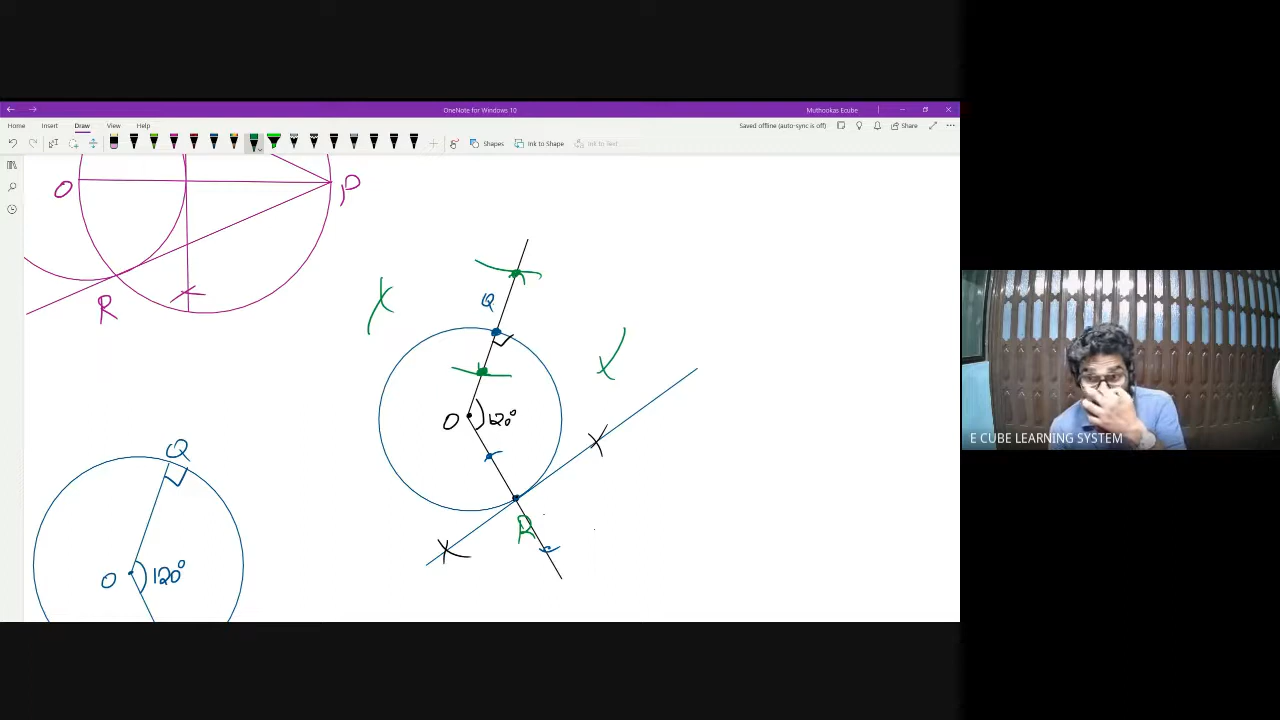 OneNote for Windows 10
Muthookas Ecube
Home Insert Draw View Help
Saved offline (auto-sync is off)
Share
Shapes
Ink to Shape
Ink to Text
O
P
R
Q
O
120°
R
Q
O
120°
E CUBE LEARNING SYSTEM